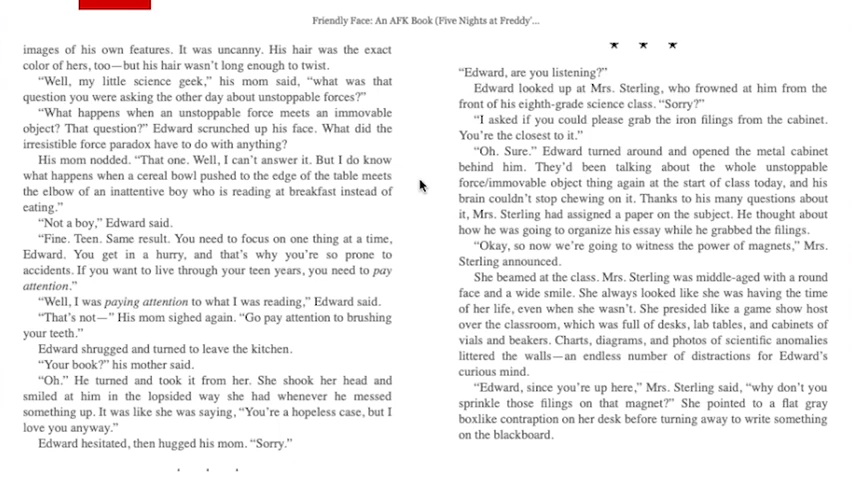 Friendly Face: An AFK Book (Five Nights at Freddy'...
images of his own features. It was uncanny. His hair was the exact
color of hers, too—but his hair wasn't long enough to twist.
“Well, my little science geek,” his mom said, “what was that
question you were asking the other day about unstoppable forces?”
“What happens when an unstoppable force meets an immovable
object? That question?” Edward scrunched up his face. What did the
irresistible force paradox have to do with anything?
His mom nodded. “That one. Well, I can't answer it. But I do know
what happens when a cereal bowl pushed to the edge of the table meets
the elbow of an inattentive boy who is reading at breakfast instead of
eating.”
“Not a boy,” Edward said.
“Fine. Teen. Same result. You need to focus on one thing at a time,
Edward. You get in a hurry, and that's why you're so prone to
accidents. If you want to live through your teen years, you need to pay
attention.”
“Well, I was paying attention to what I was reading,” Edward said.
“That's not—” His mom sighed again. “Go pay attention to brushing
your teeth.”
Edward shrugged and turned to leave the kitchen.
“Your book?” his mother said.
“Oh.” He turned and took it from her. She shook her head and
smiled at him in the lopsided way she had whenever he messed
something up. It was like she was saying, “You're a hopeless case, but I
love you anyway.”
Edward hesitated, then hugged his mom. “Sorry.”
★ ★ ★
“Edward, are you listening?”
Edward looked up at Mrs. Sterling, who frowned at him from the
front of his eighth-grade science class. “Sorry?”
“I asked if you could please grab the iron filings from the cabinet.
You're the closest to it.”
“Oh. Sure.” Edward turned around and opened the metal cabinet
behind him. They'd been talking about the whole unstoppable
force/immovable object thing again at the start of class today, and his
brain couldn't stop chewing on it. Thanks to his many questions about
it, Mrs. Sterling had assigned a paper on the subject. He thought about
how he was going to organize his essay while he grabbed the filings.
“Okay, so now we're going to witness the power of magnets,” Mrs.
Sterling announced.
She beamed at the class. Mrs. Sterling was middle-aged with a round
face and a wide smile. She always looked like she was having the time
of her life, even when she wasn't. She presided like a game show host
over the classroom, which was full of desks, lab tables, and cabinets of
vials and beakers. Charts, diagrams, and photos of scientific anomalies
littered the walls—an endless number of distractions for Edward's
curious mind.
“Edward, since you're up here,” Mrs. Sterling said, “why don't you
sprinkle those filings on that magnet?” She pointed to a flat gray
boxlike contraption on her desk before turning away to write something
on the blackboard.